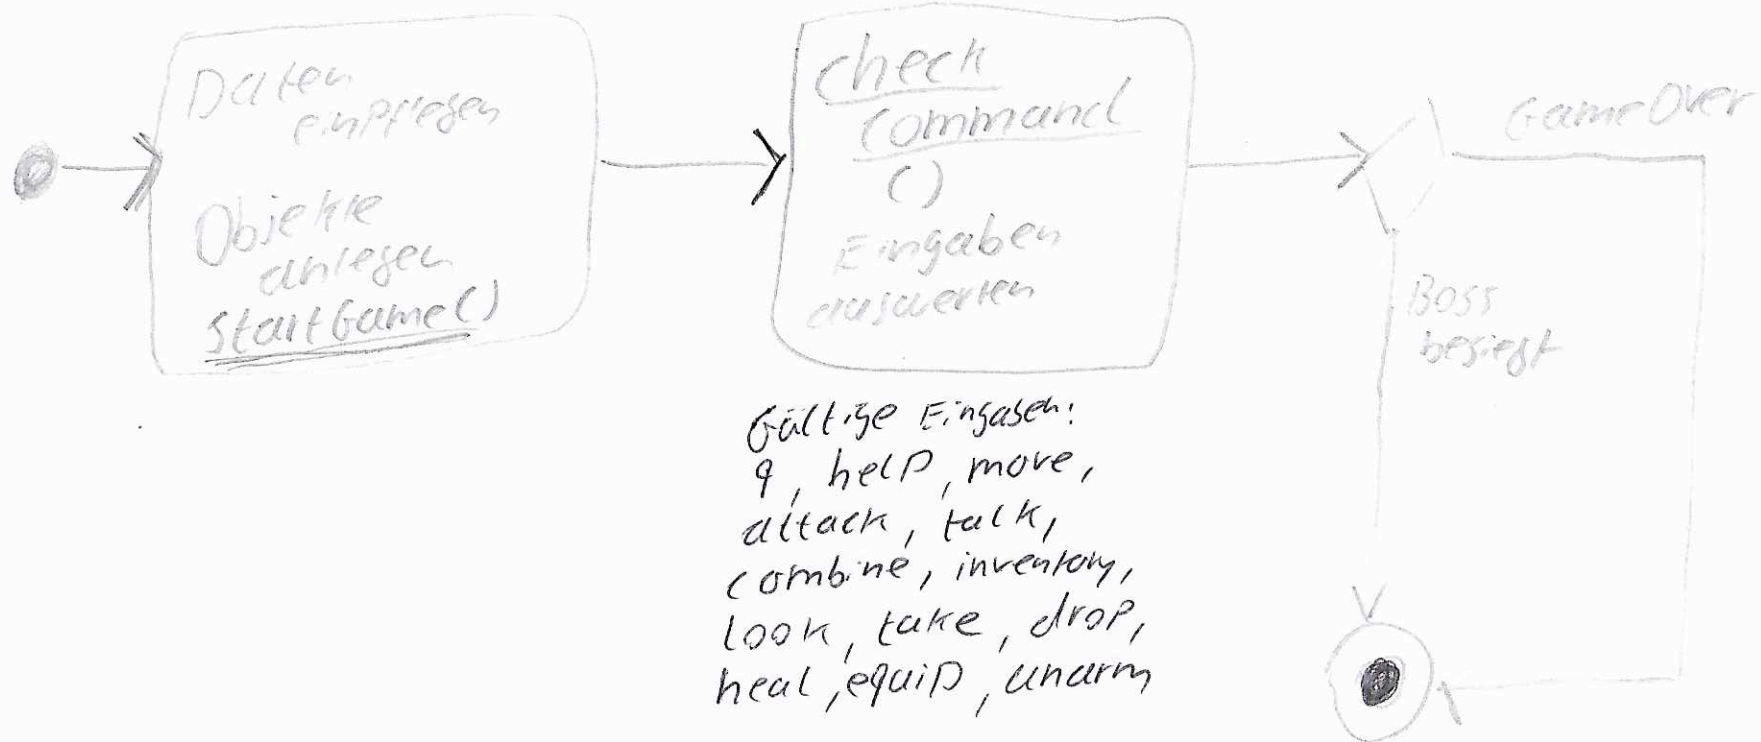 Daten
einpflegen
Objekte
anlegen
StartGame()
check
command
()
Eingaben
auswerten
Gültige Eingaben:
q, help, move,
attack, talk,
combine, inventory,
look, take, drop,
heal, equip, unarm
GameOver
Boss
besiegt